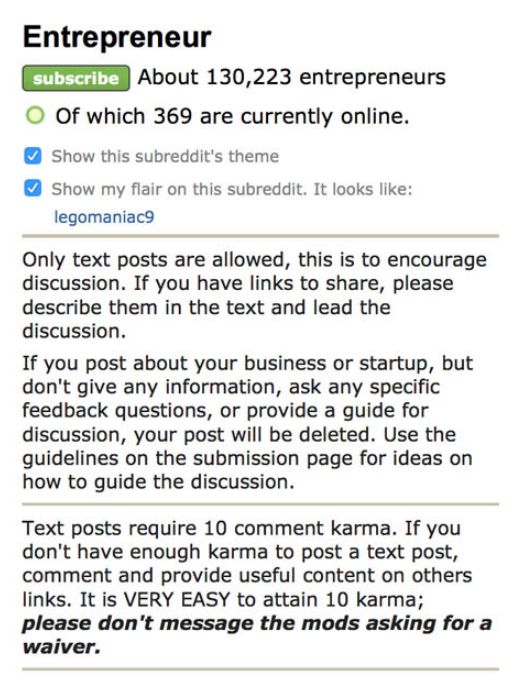 Entrepreneur
subscribe About 130,223 entrepreneurs
Of which 369 are currently online.
Show this subreddit's theme
Show my flair on this subreddit. It looks like:
legomaniac9
Only text posts are allowed, this is to encourage
discussion. If you have links to share, please
describe them in the text and lead the
discussion.
If you post about your business or startup, but
don't give any information, ask any specific
feedback questions, or provide a guide for
discussion, your post will be deleted. Use the
guidelines on the submission page for ideas on
how to guide the discussion.
Text posts require 10 comment karma. If you
don't have enough karma to post a text post,
comment and provide useful content on others
links. It is VERY EASY to attain 10 karma;
please don't message the mods asking for a
waiver.